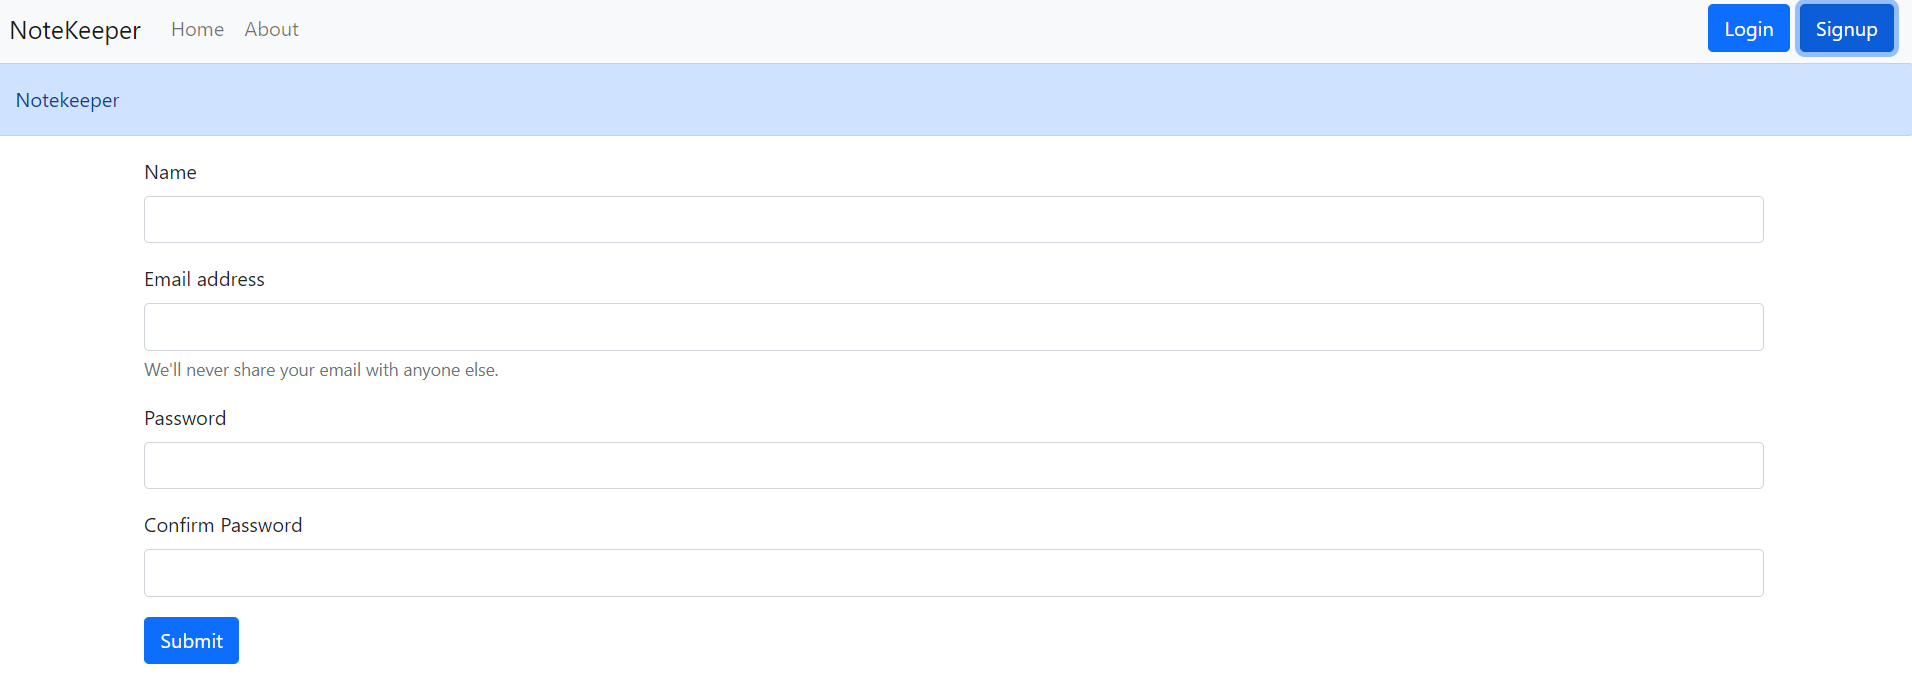 NoteKeeper Home About Login Signup
Notekeeper
Name
Email address
We'll never share your email with anyone else.
Password
Confirm Password
Submit